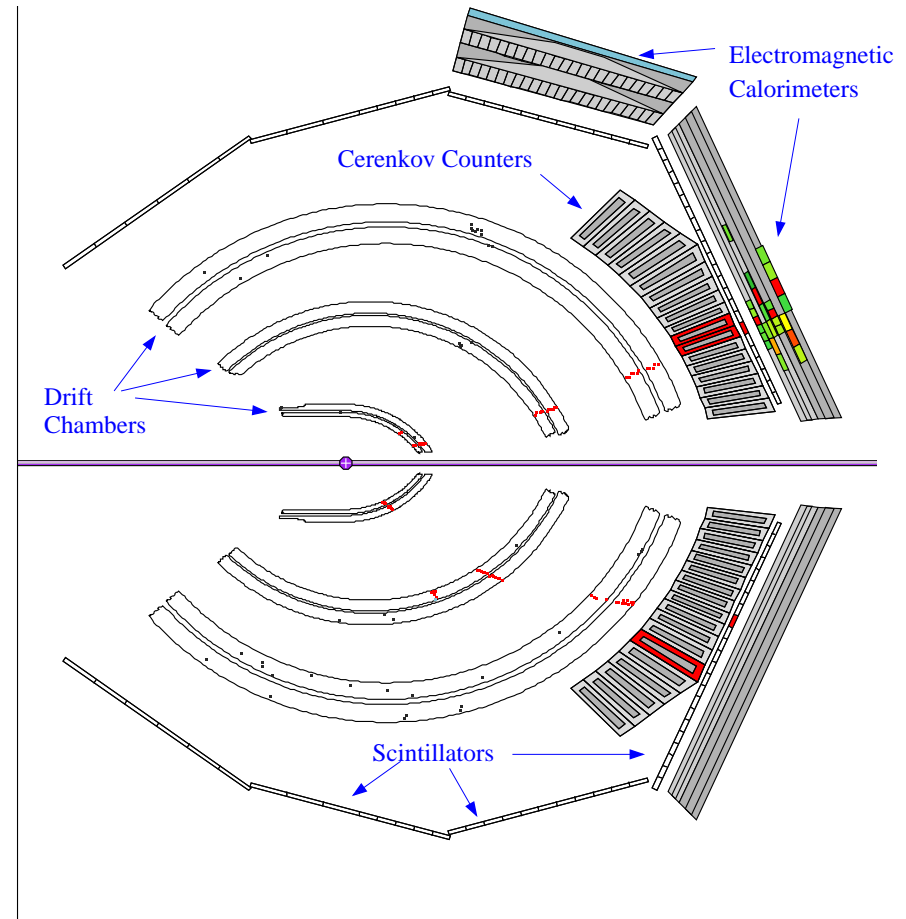 Electromagnetic
Calorimeters
Cerenkov Counters
Drift
Chambers
Scintillators